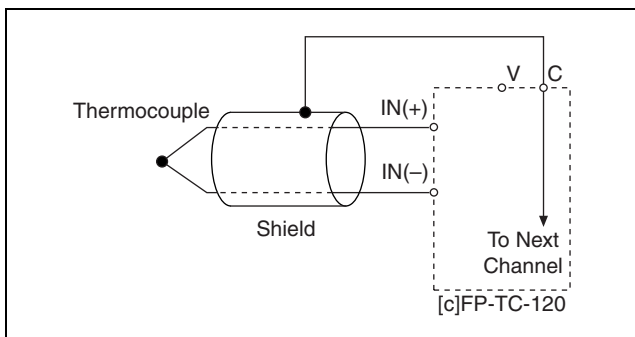 V C
Thermocouple
IN(+)
IN(–)
Shield
To Next
Channel
[c]FP-TC-120